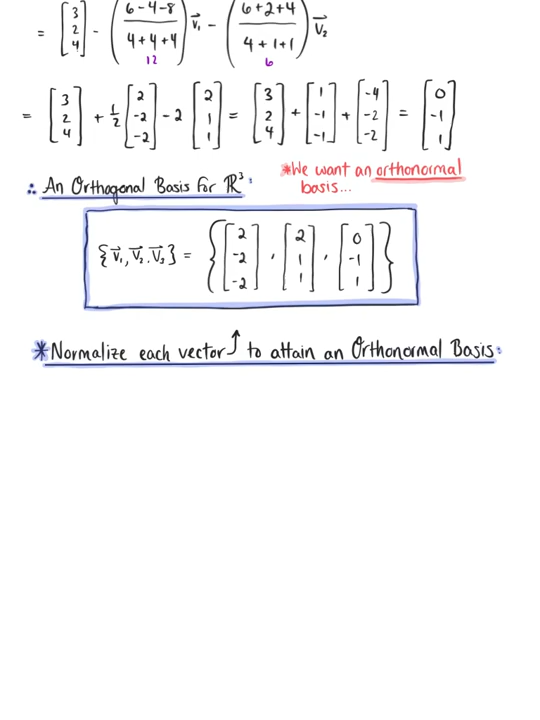 = [3 2 4] - ((6-4-8)/(4+4+4)) V⃗₁ - ((6+2+4)/(4+1+1)) V⃗₂
12 6
= [3 2 4] + 1/2 [2 -2 -2] - 2 [2 1 1] = [3 2 4] + [1 -1 -1] + [-4 -2 -2] = [0 -1 1]
*We want an orthonormal
basis...
∴ An Orthogonal Basis for ℝ³:
{V⃗₁, V⃗₂, V⃗₃} = {[2 -2 -2], [2 1 1], [0 -1 1]}
*Normalize each vector ↑ to attain an Orthonormal Basis: